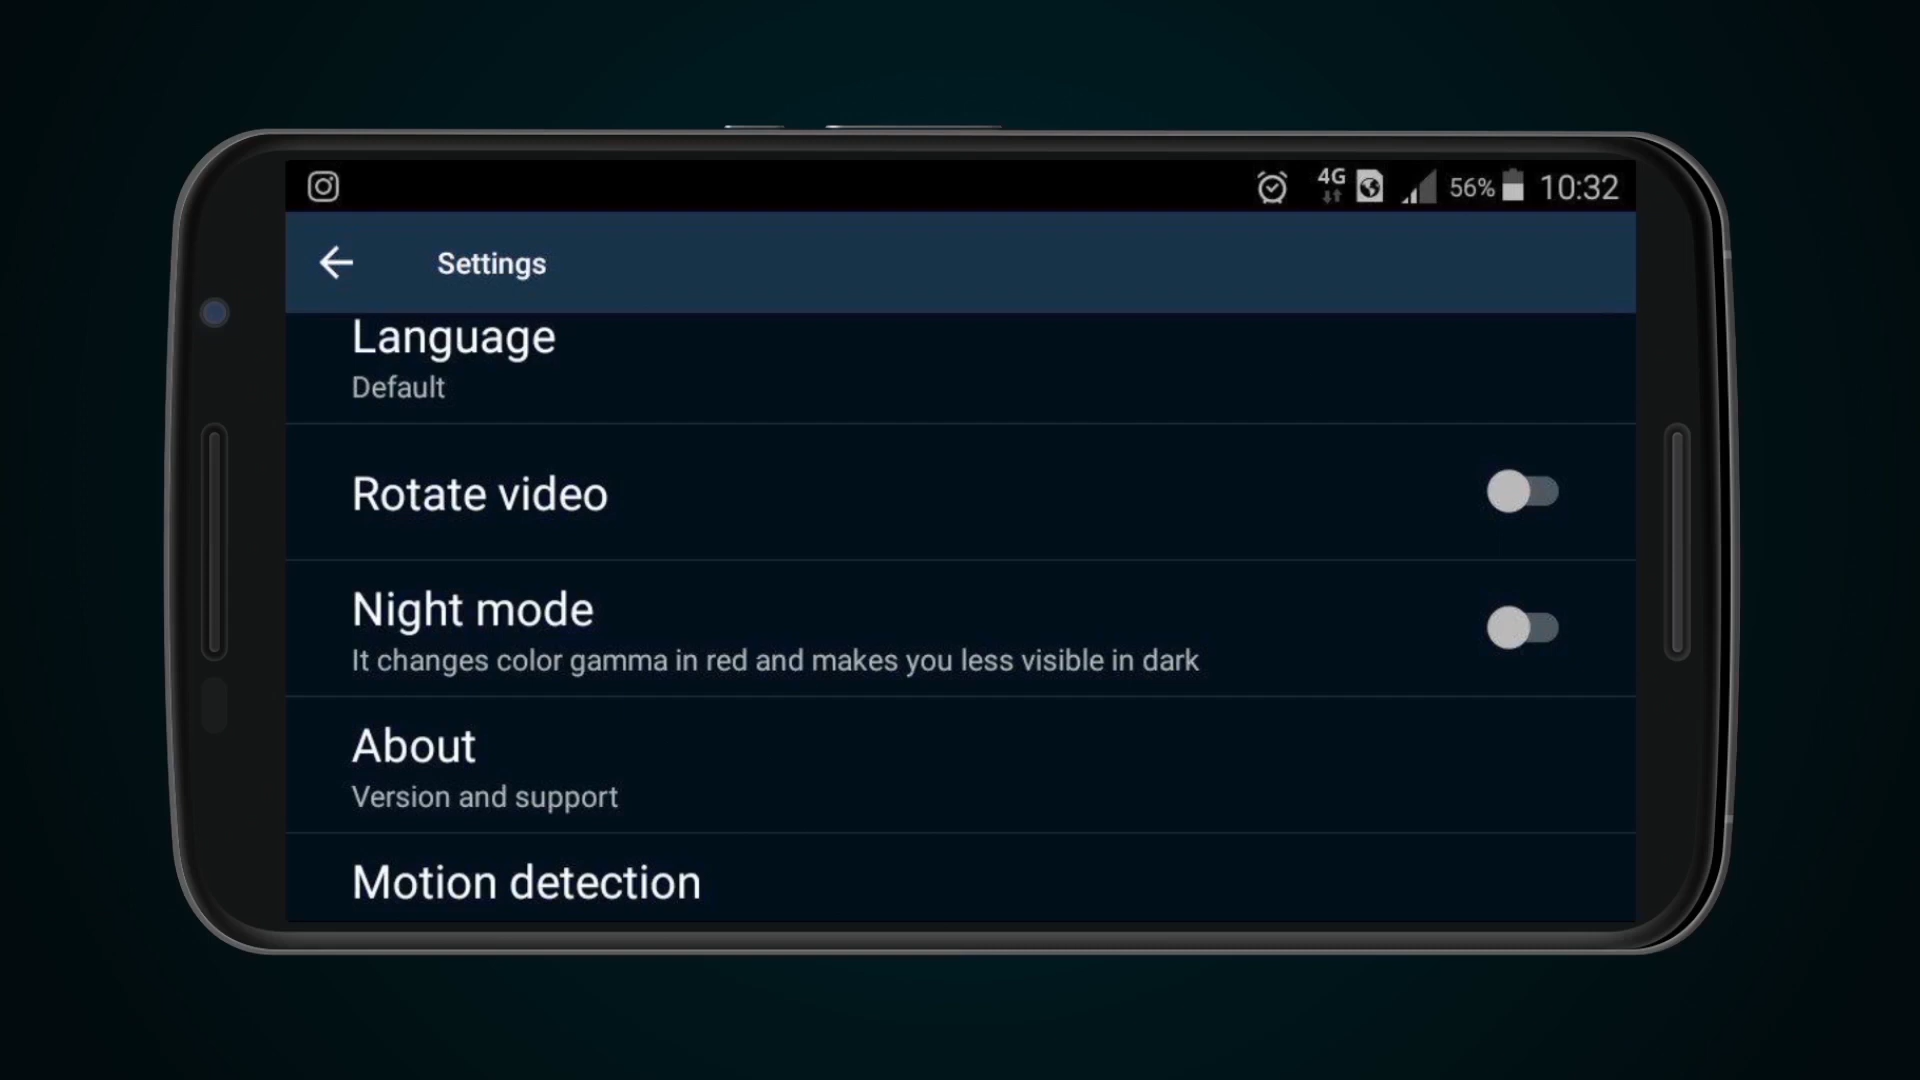 4G 56% 10:32
Settings
Language
Default
Rotate video
Night mode
It changes color gamma in red and makes you less visible in dark
About
Version and support
Motion detection